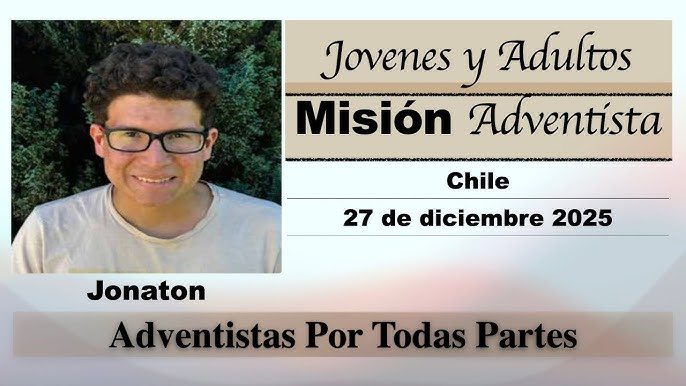 Jovenes y Adultos
Misión Adventista
Chile
27 de diciembre 2025
Jonaton
Adventistas Por Todas Partes